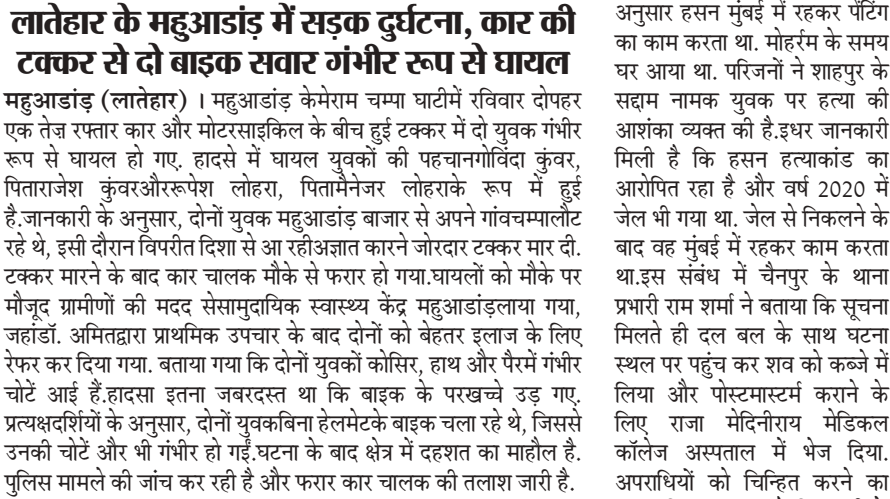 लातेहार के महुआडांड़ में सड़क दुर्घटना, कार की
टक्कर से दो बाइक सवार गंभीर रूप से घायल
महुआडांड़ (लातेहार) । महुआडांड़ केमेराम चम्पा घाटीमें रविवार दोपहर
एक तेज़ रफ्तार कार और मोटरसाइकिल के बीच हुई टक्कर में दो युवक गंभीर
रूप से घायल हो गए. हादसे में घायल युवकों की पहचानगोविंदा कुंवर,
पिताराजेश कुंवरऔररूपेश लोहरा, पितामैनेजर लोहराके रूप में हुई
है.जानकारी के अनुसार, दोनों युवक महुआडांड़ बाजार से अपने गांवचम्पालौट
रहे थे, इसी दौरान विपरीत दिशा से आ रहीअज्ञात कारने जोरदार टक्कर मार दी.
टक्कर मारने के बाद कार चालक मौके से फरार हो गया.घायलों को मौके पर
मौजूद ग्रामीणों की मदद सेसामुदायिक स्वास्थ्य केंद्र महुआडांड़लाया गया,
जहांडॉ. अमितद्वारा प्राथमिक उपचार के बाद दोनों को बेहतर इलाज के लिए
रेफर कर दिया गया. बताया गया कि दोनों युवकों कोसिर, हाथ और पैरमें गंभीर
चोटें आई हैं.हादसा इतना जबरदस्त था कि बाइक के परखच्चे उड़ गए.
प्रत्यक्षदर्शियों के अनुसार, दोनों युवकबिना हेलमेटके बाइक चला रहे थे, जिससे
उनकी चोटें और भी गंभीर हो गईं.घटना के बाद क्षेत्र में दहशत का माहौल है.
पुलिस मामले की जांच कर रही है और फरार कार चालक की तलाश जारी है.
अनुसार हसन मुंबई में रहकर पेंटिंग
का काम करता था. मोहर्रम के समय
घर आया था. परिजनों ने शाहपुर के
सद्दाम नामक युवक पर हत्या की
आशंका व्यक्त की है.इधर जानकारी
मिली है कि हसन हत्याकांड का
आरोपित रहा है और वर्ष 2020 में
जेल भी गया था. जेल से निकलने के
बाद वह मुंबई में रहकर काम करता
था.इस संबंध में चैनपुर के थाना
प्रभारी राम शर्मा ने बताया कि सूचना
मिलते ही दल बल के साथ घटना
स्थल पर पहुंच कर शव को कब्जे में
लिया और पोस्टमास्टर्म कराने के
लिए राजा मेदिनीराय मेडिकल
कॉलेज अस्पताल में भेज दिया.
अपराधियों को चिन्हित करने का